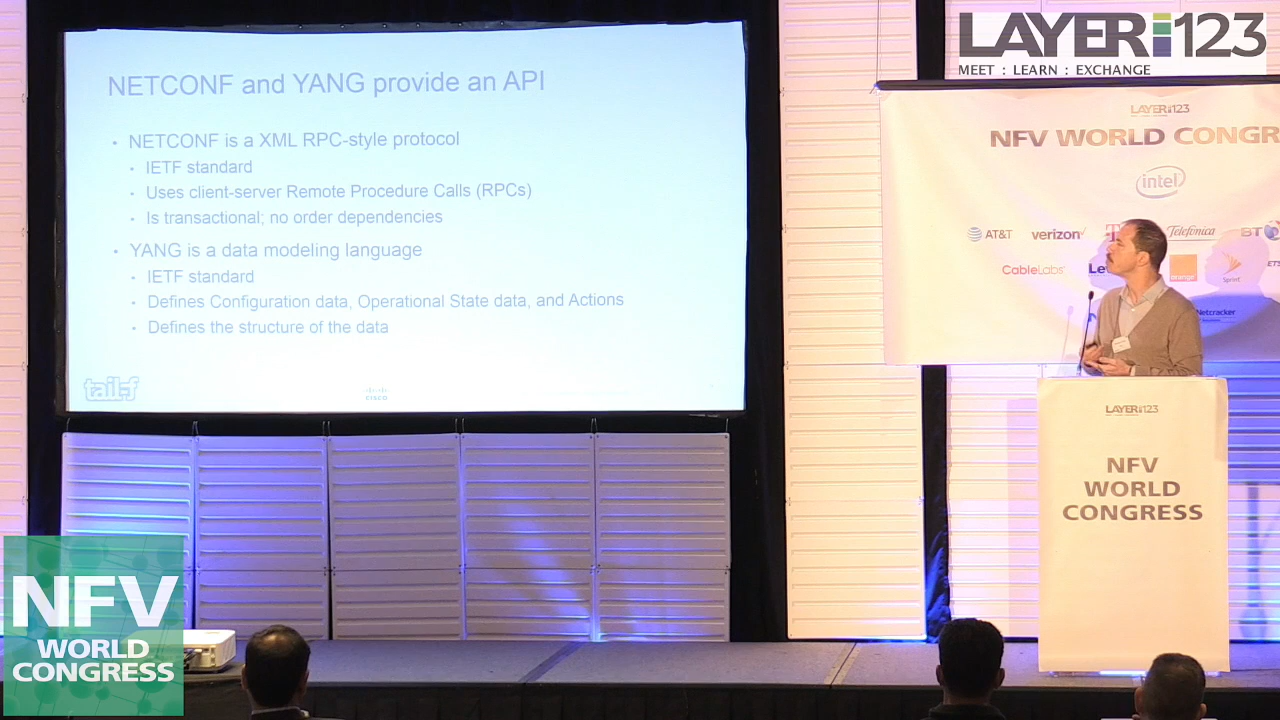 NETCONF and YANG provide an API
• NETCONF is a XML RPC-style protocol
• IETF standard
• Uses client-server Remote Procedure Calls (RPCs)
• Is transactional; no order dependencies
• YANG is a data modeling language
• IETF standard
• Defines Configuration data, Operational State data, and Actions
• Defines the structure of the data
tail-f
CISCO
LAYER123
MEET : LEARN : EXCHANGE
LAYER123
NFV WORLD CONGR
intel
AT&T verizon Telefonica BT
CableLabs orange Sprint
Netcracker
LAYER123
NFV
WORLD
CONGRESS
NFV
WORLD
CONGRESS